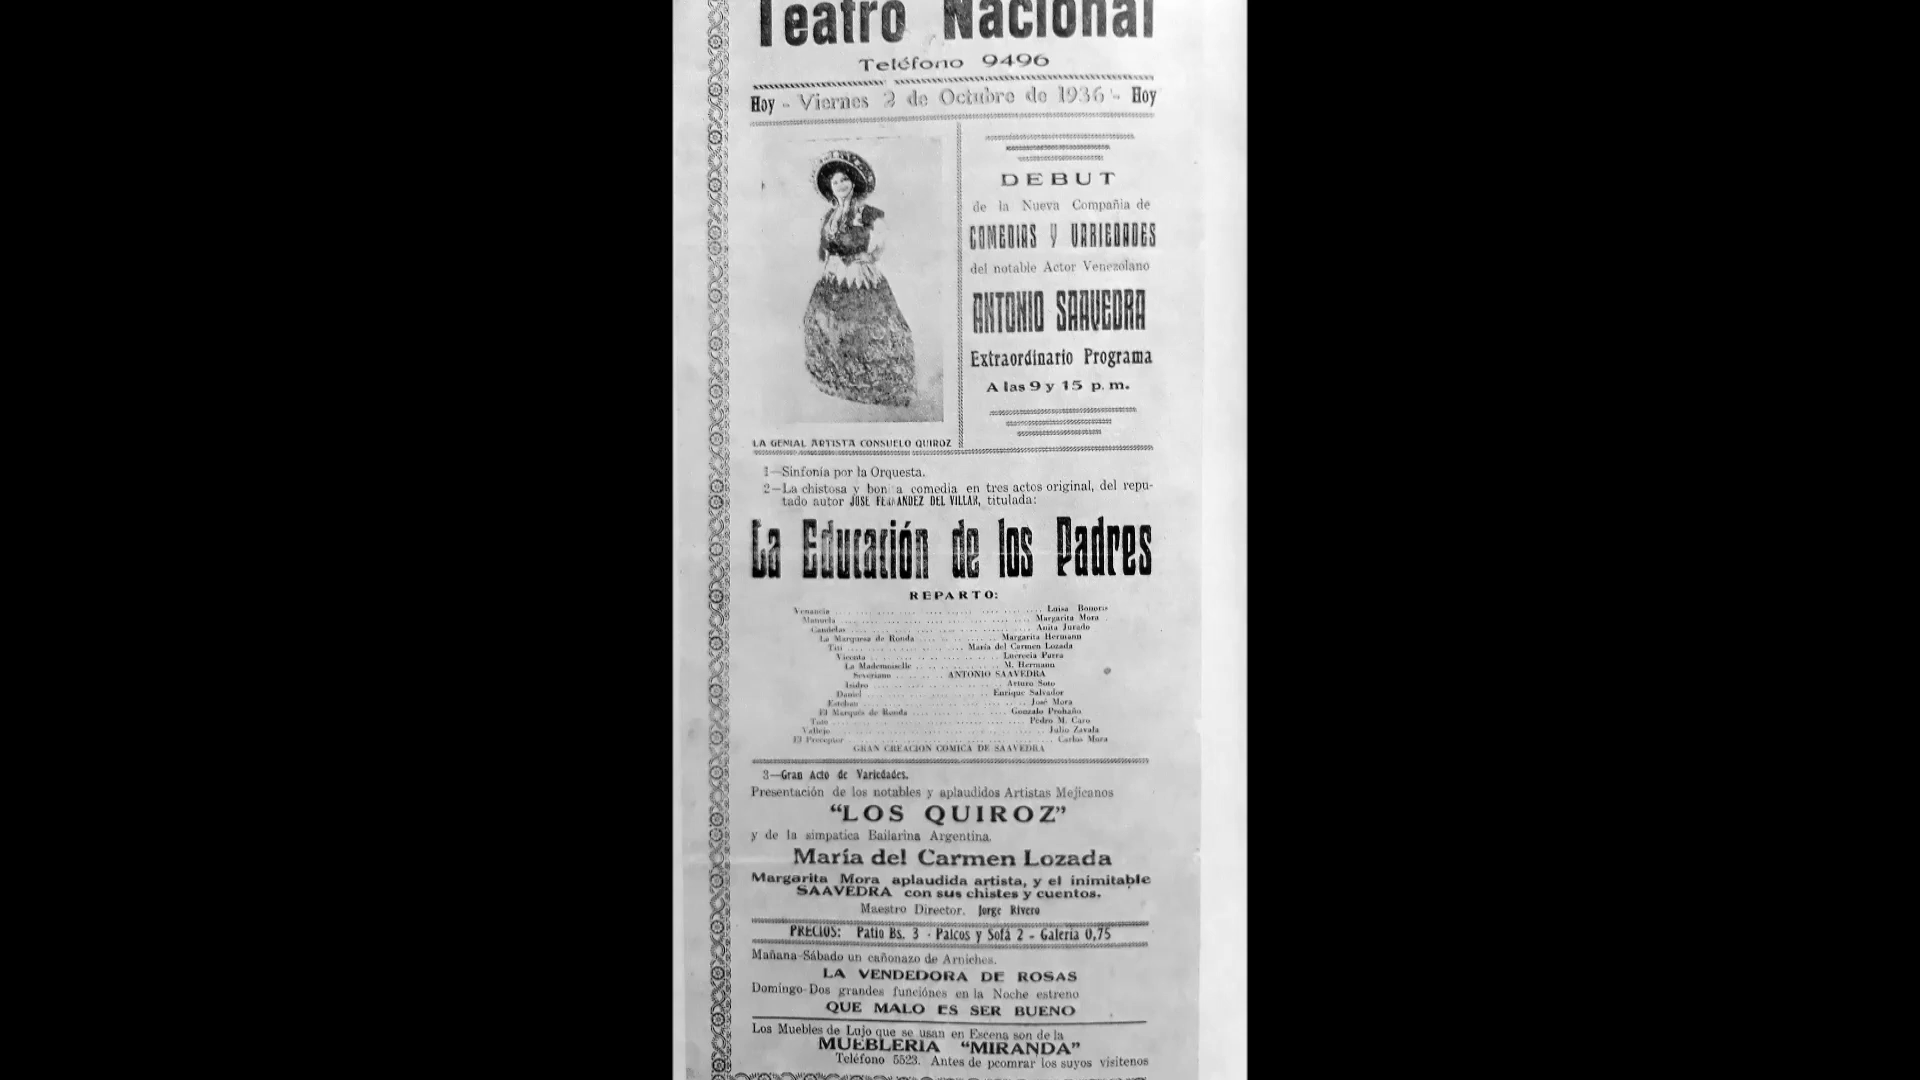 Teatro Nacional
Teléfono 9496
Hoy - Viernes 2 de Octubre de 1936 - Hoy
DEBUT
de la Nueva Compañia de
COMEDIAS Y VARIEDADES
del notable Actor Venezolano
ANTONIO SAAVEDRA
Extraordinario Programa
A las 9 y 15 p. m.
LA GENIAL ARTISTA CONSUELO QUIROZ
1—Sinfonía por la Orquesta.
2—La chistosa y bon a comedia en tres actos original, del repu-
tado autor JOSE FERNANDEZ DEL VILLAR, titulada:
La Educación de los Padres
REPARTO:
Venancia .... Luisa
Manuela .... Margarita Mora
Candelas .... Anita Jurado
La Marquesa de Ronda .... Margarita Hermann
Titi .... María del Carmen Lozada
Vicenta .... Lucrecia Parra
La Mademoiselle .... M. Hermann
Severiano .... ANTONIO SAAVEDRA
Isidro .... Arturo Soto
Daniel .... Enrique Salvador
Esteban .... José Mora
El Marqués de Ronda .... Gonzalo
.... Pedro M. Caro
Vallejo .... Julio Zavala
El Preceptor .... Carlos Mora
GRAN CREACION COMICA DE SAAVEDRA
3—Gran Acto de Variedades.
Presentación de los notables y aplaudidos Artistas Mejicanos
“LOS QUIROZ”
y de la simpatica Bailarina Argentina.
María del Carmen Lozada
Margarita Mora aplaudida artista, y el inimitable
SAAVEDRA con sus chistes y cuentos.
Maestro Director. Jorge Rivero
PRECIOS: Patio Bs. 3 - Palcos y Sofá 2 - Galería 0,75
Mañana-Sábado un cañonazo de Arniches.
LA VENDEDORA DE ROSAS
Domingo-Dos grandes funciónes en la Noche estreno
QUE MALO ES SER BUENO
Los Muebles de Lujo que se usan en Escena son de la
MUEBLERIA “MIRANDA”
Teléfono 5523. Antes de pcomrar los suyos visitenos